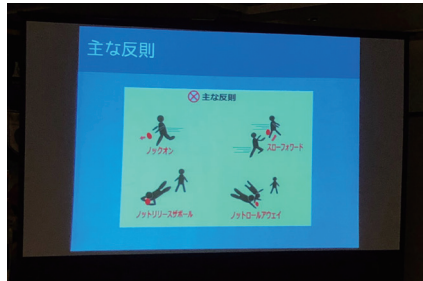 主な反則
主な反則
ノックオン
スローフォワード
ノットリリースザボール
ノットロールアウェイ